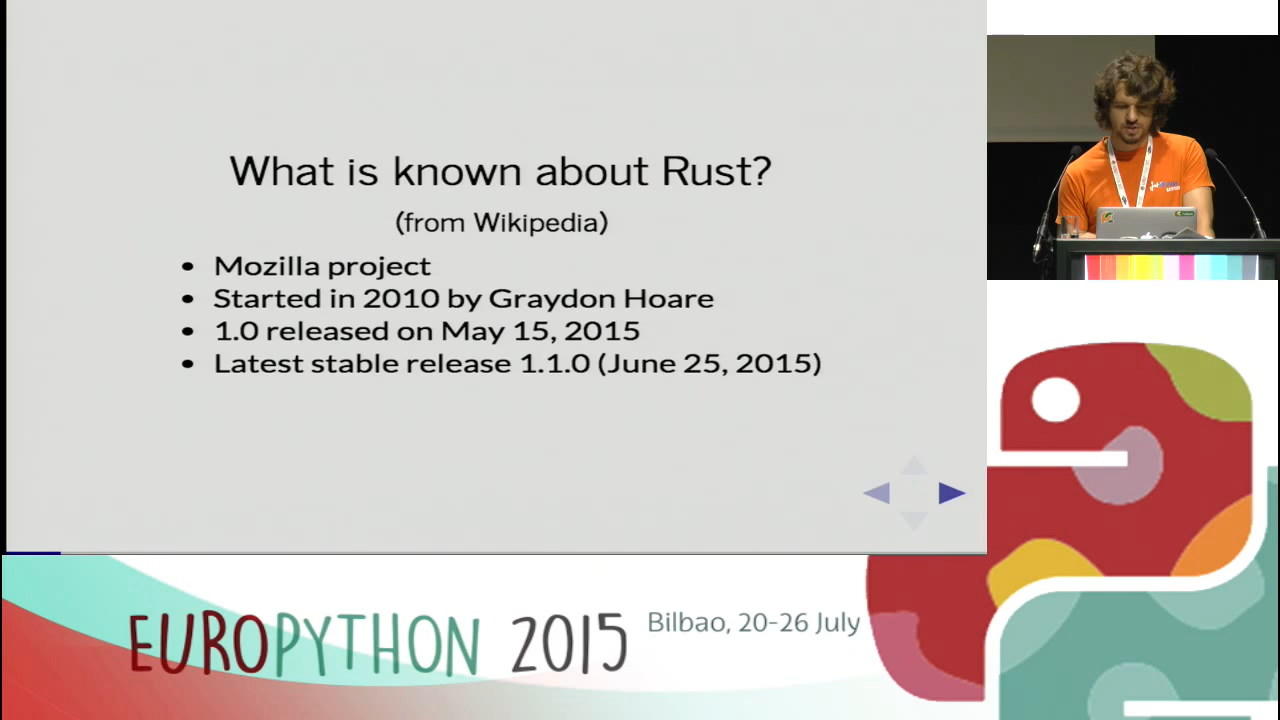 What is known about Rust?
(from Wikipedia)
• Mozilla project
• Started in 2010 by Graydon Hoare
• 1.0 released on May 15, 2015
• Latest stable release 1.1.0 (June 25, 2015)
EUROPYTHON 2015
Bilbao, 20-26 July